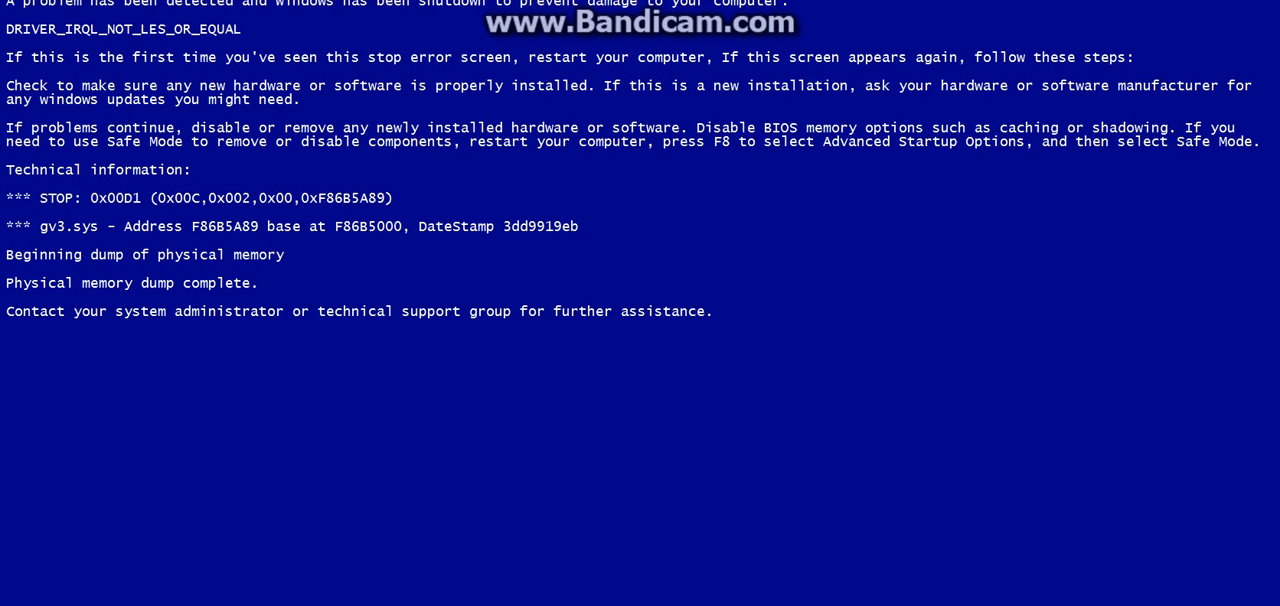 A problem has been detected and windows has been shutdown to prevent damage to your computer.
www.Bandicam.com
DRIVER_IRQL_NOT_LES_OR_EQUAL
If this is the first time you've seen this stop error screen, restart your computer, If this screen appears again, follow these steps:
Check to make sure any new hardware or software is properly installed. If this is a new installation, ask your hardware or software manufacturer for
any windows updates you might need.
If problems continue, disable or remove any newly installed hardware or software. Disable BIOS memory options such as caching or shadowing. If you
need to use Safe Mode to remove or disable components, restart your computer, press F8 to select Advanced Startup Options, and then select Safe Mode.
Technical information:
*** STOP: 0x00D1 (0x00C,0x002,0x00,0xF86B5A89)
*** gv3.sys - Address F86B5A89 base at F86B5000, DateStamp 3dd9919eb
Beginning dump of physical memory
Physical memory dump complete.
Contact your system administrator or technical support group for further assistance.